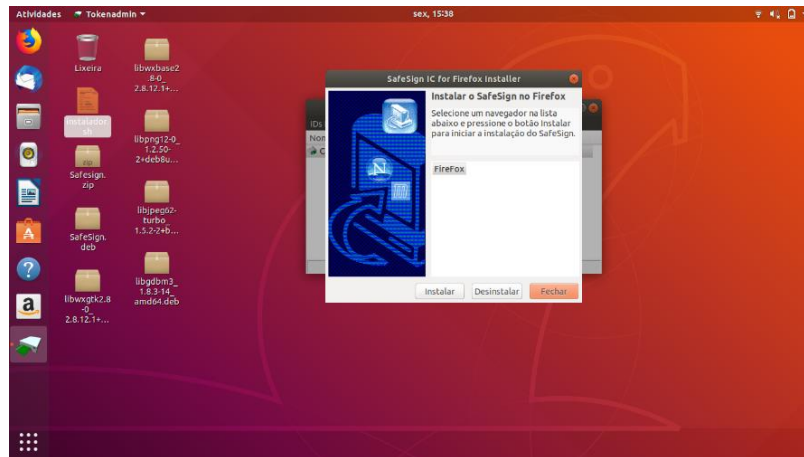 Atividades
Tokenadmin
sex, 15:38
Lixeira
libwxbase2
.8-0_
2.8.12.1+...
instalador.
sh
libpng12-0_
1.2.50-
2+deb8u...
zip
Safesign.
zip
libjpeg62-
turbo_
1.5.2-2+b...
SafeSign.
deb
libgdbm3_
1.8.3-14_
amd64.deb
libwxgtk2.8
-0_
2.8.12.1+...
SafeSign IC for Firefox Installer
IDs
Instalar o SafeSign no Firefox
Selecione um navegador na lista
abaixo e pressione o botão Instalar
para iniciar a instalação do SafeSign.
FireFox
N
Instalar
Desinstalar
Fechar